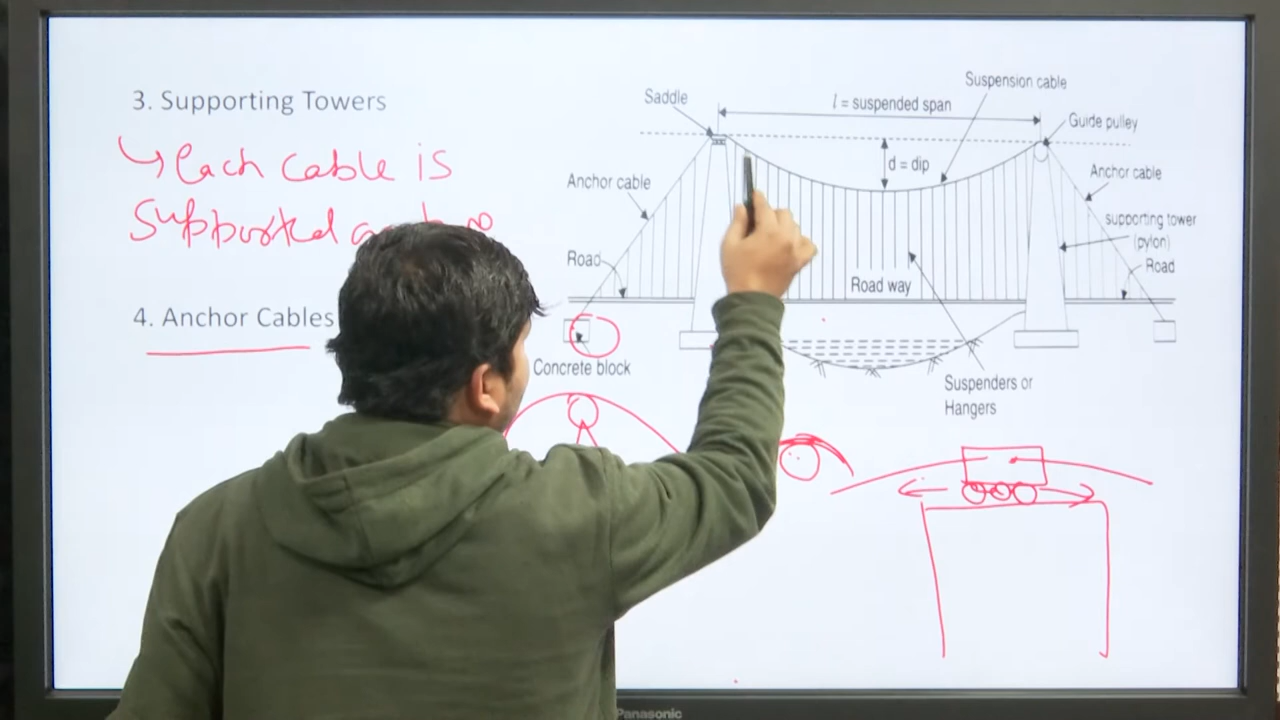 3. Supporting Towers
Each cable is
Supported
4. Anchor Cables
Saddle
l = suspended span
Suspension cable
Guide pulley
d = dip
Anchor cable
Anchor cable
supporting tower
(pylon)
Road
Road
Road way
Concrete block
Suspenders or
Hangers
Panasonic